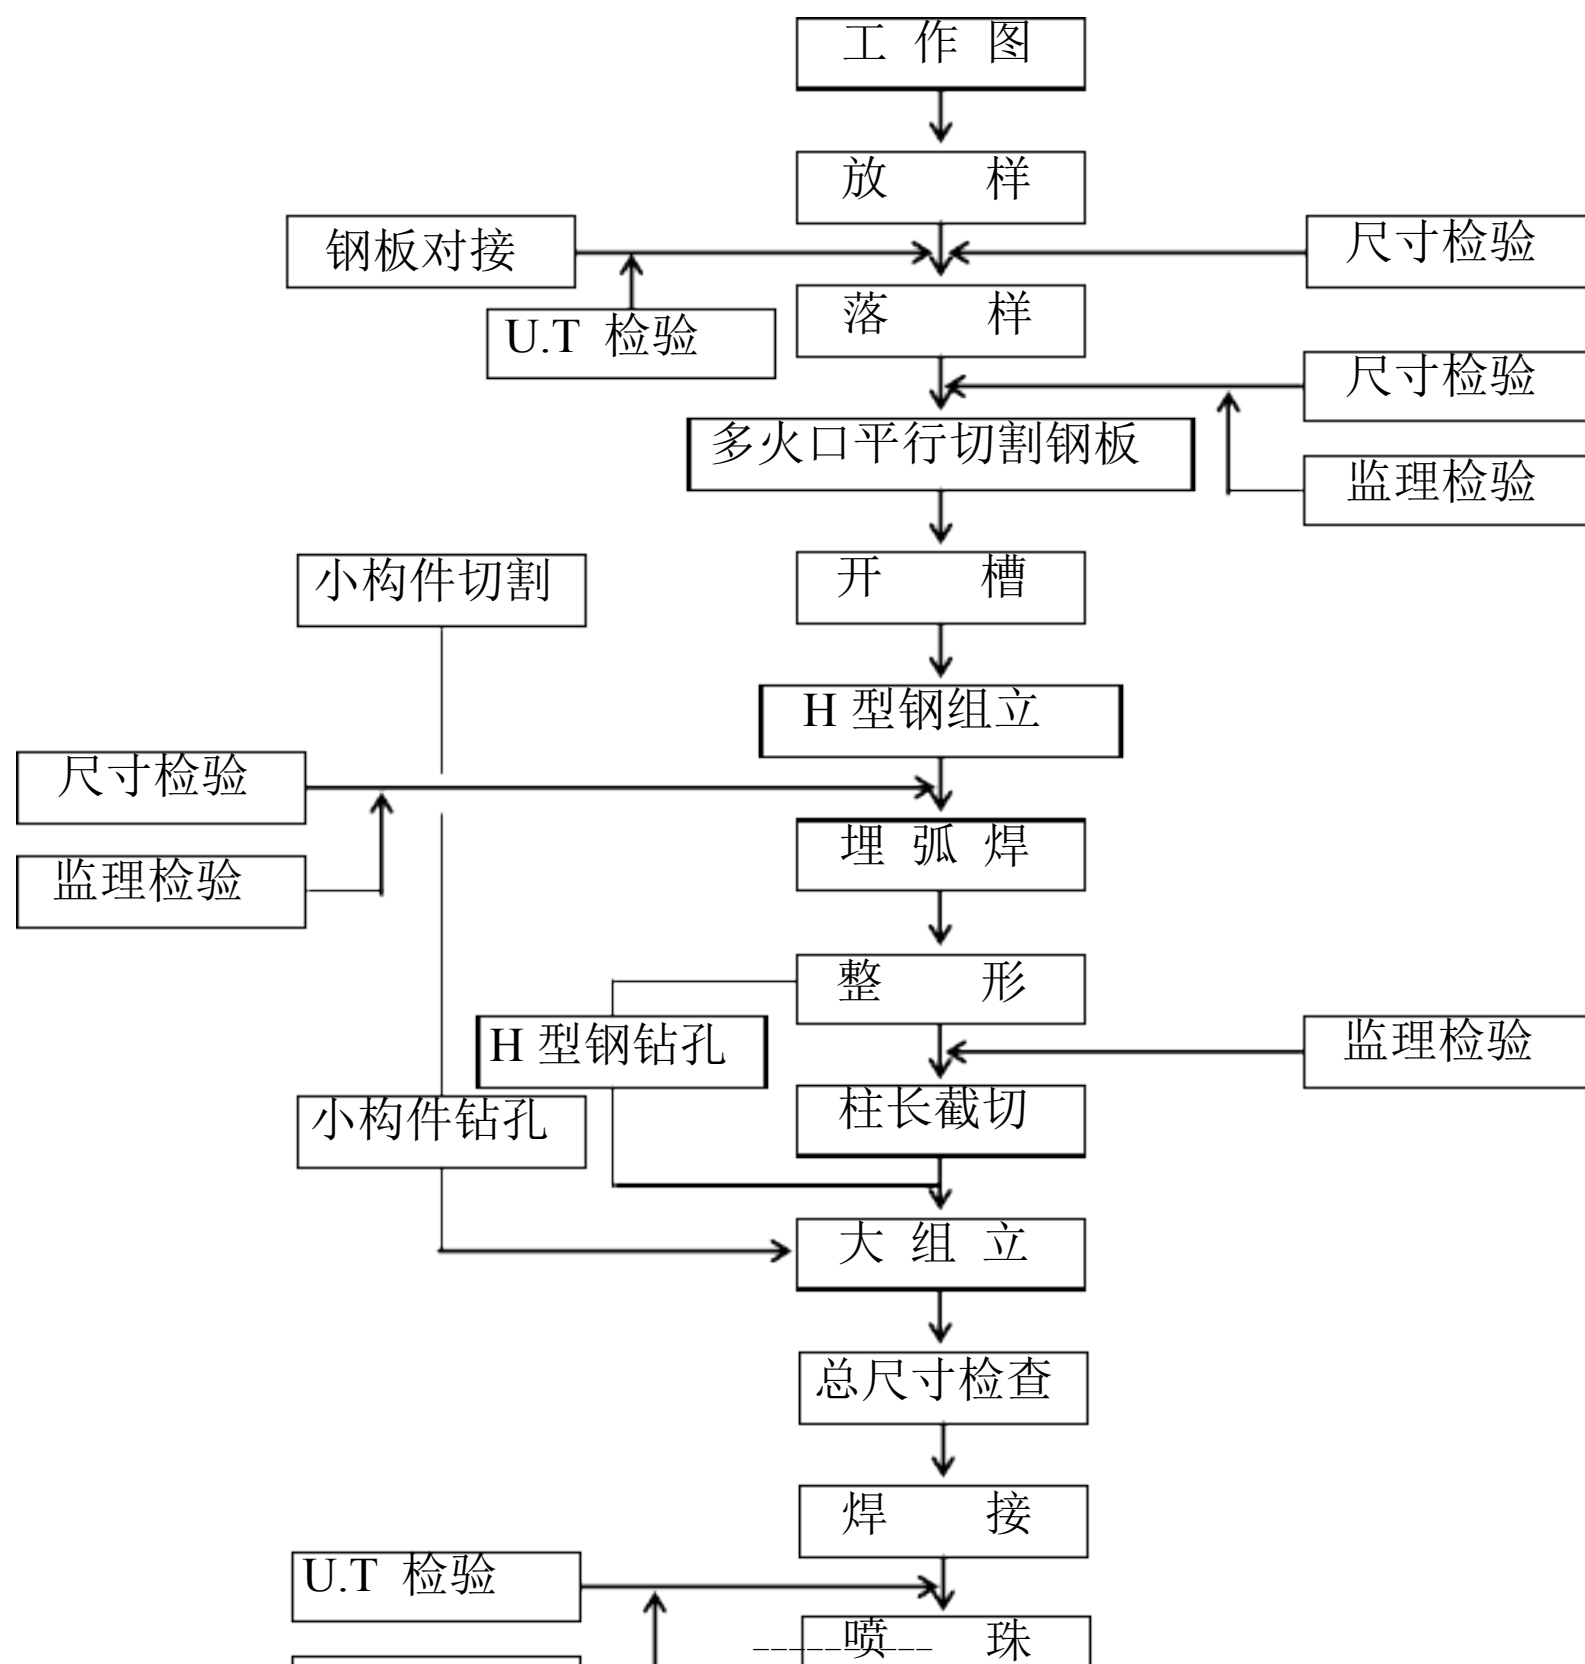 工 作 图
放 样
钢板对接
尺寸检验
落 样
U.T 检验
尺寸检验
多火口平行切割钢板
监理检验
小构件切割
开 槽
H 型钢组立
尺寸检验
埋 弧 焊
监理检验
整 形
H 型钢钻孔
监理检验
小构件钻孔
柱长截切
大 组 立
总尺寸检查
焊 接
U.T 检验
喷 珠